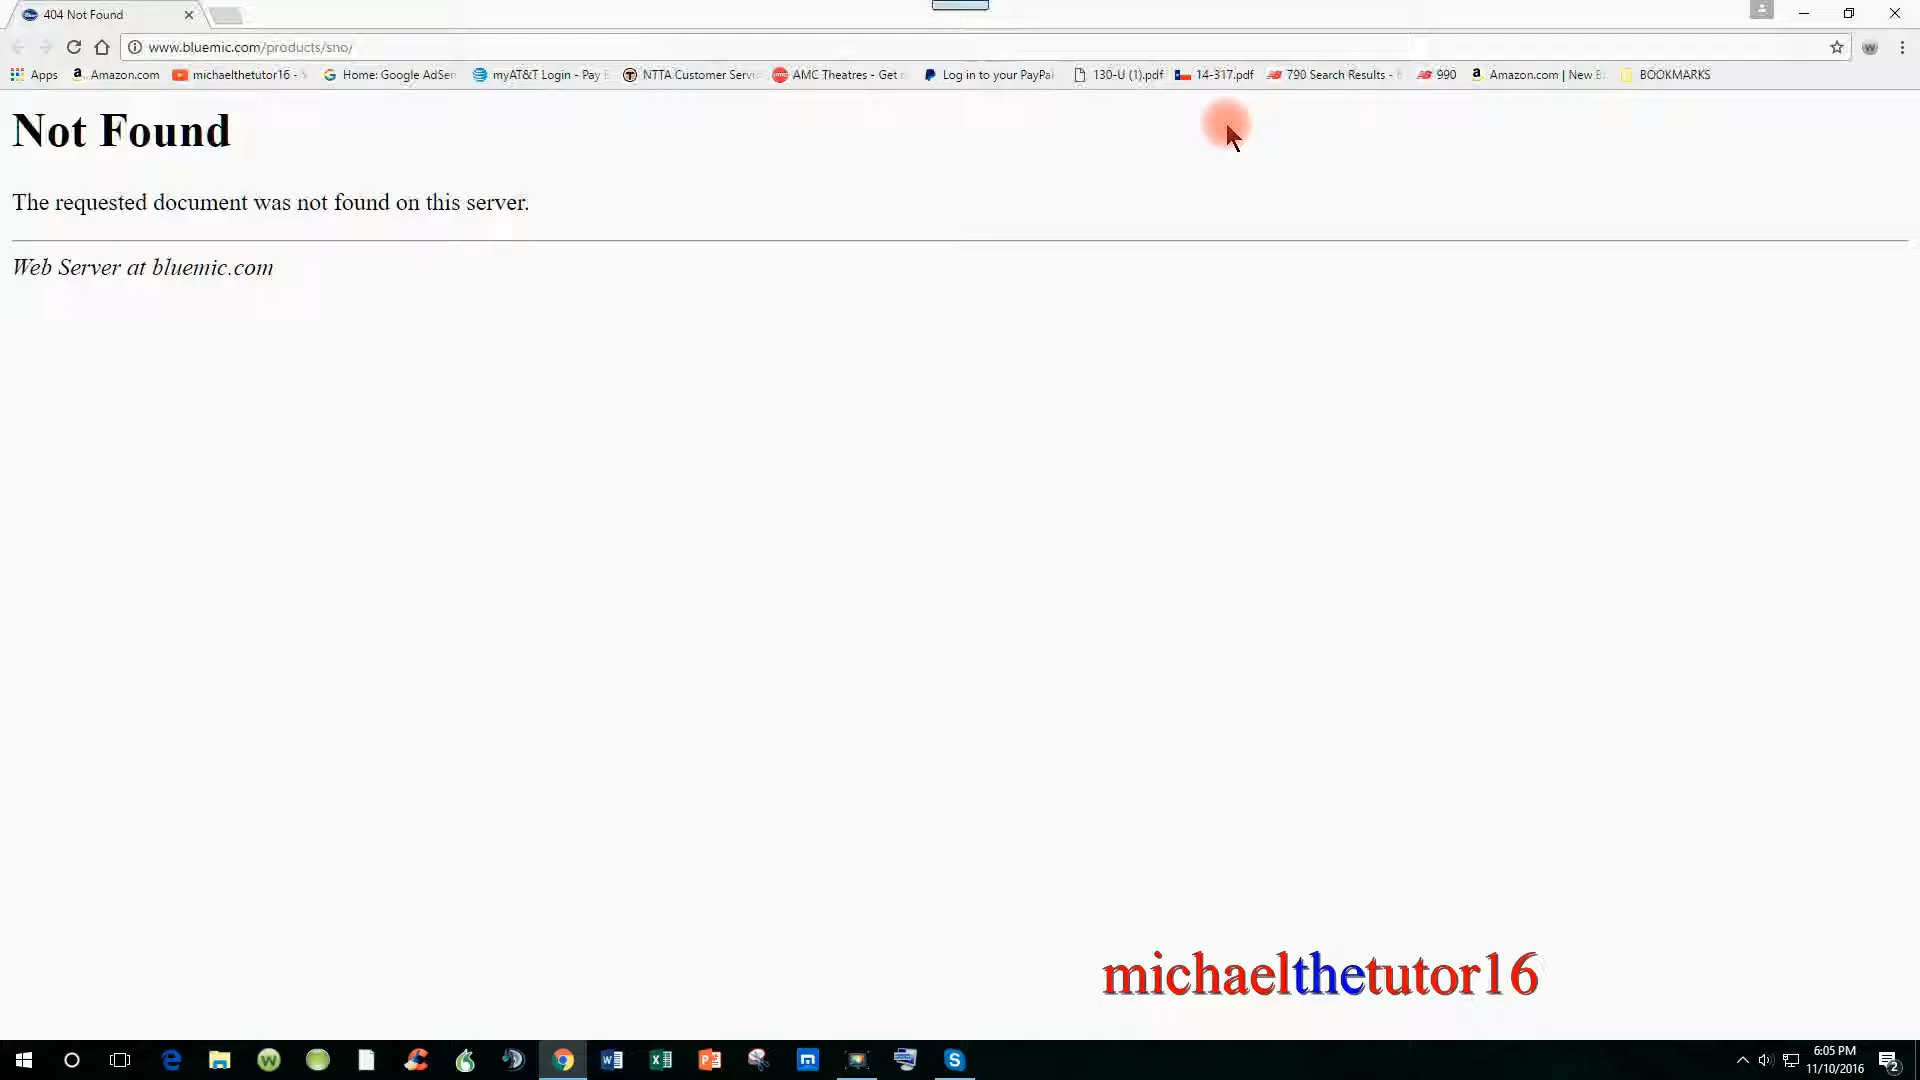 404 Not Found
www.bluemic.com/products/sno/
Apps Amazon.com michaelthetutor16 - Home: Google AdSen myAT&T Login - Pay NTTA Customer Servi AMC Theatres - Get Log in to your PayPal 130-U (1).pdf 14-317.pdf 790 Search Results - 990 Amazon.com | New BOOKMARKS
Not Found
The requested document was not found on this server.
Web Server at bluemic.com
michaelthetutor16
6:05 PM
11/10/2016
2